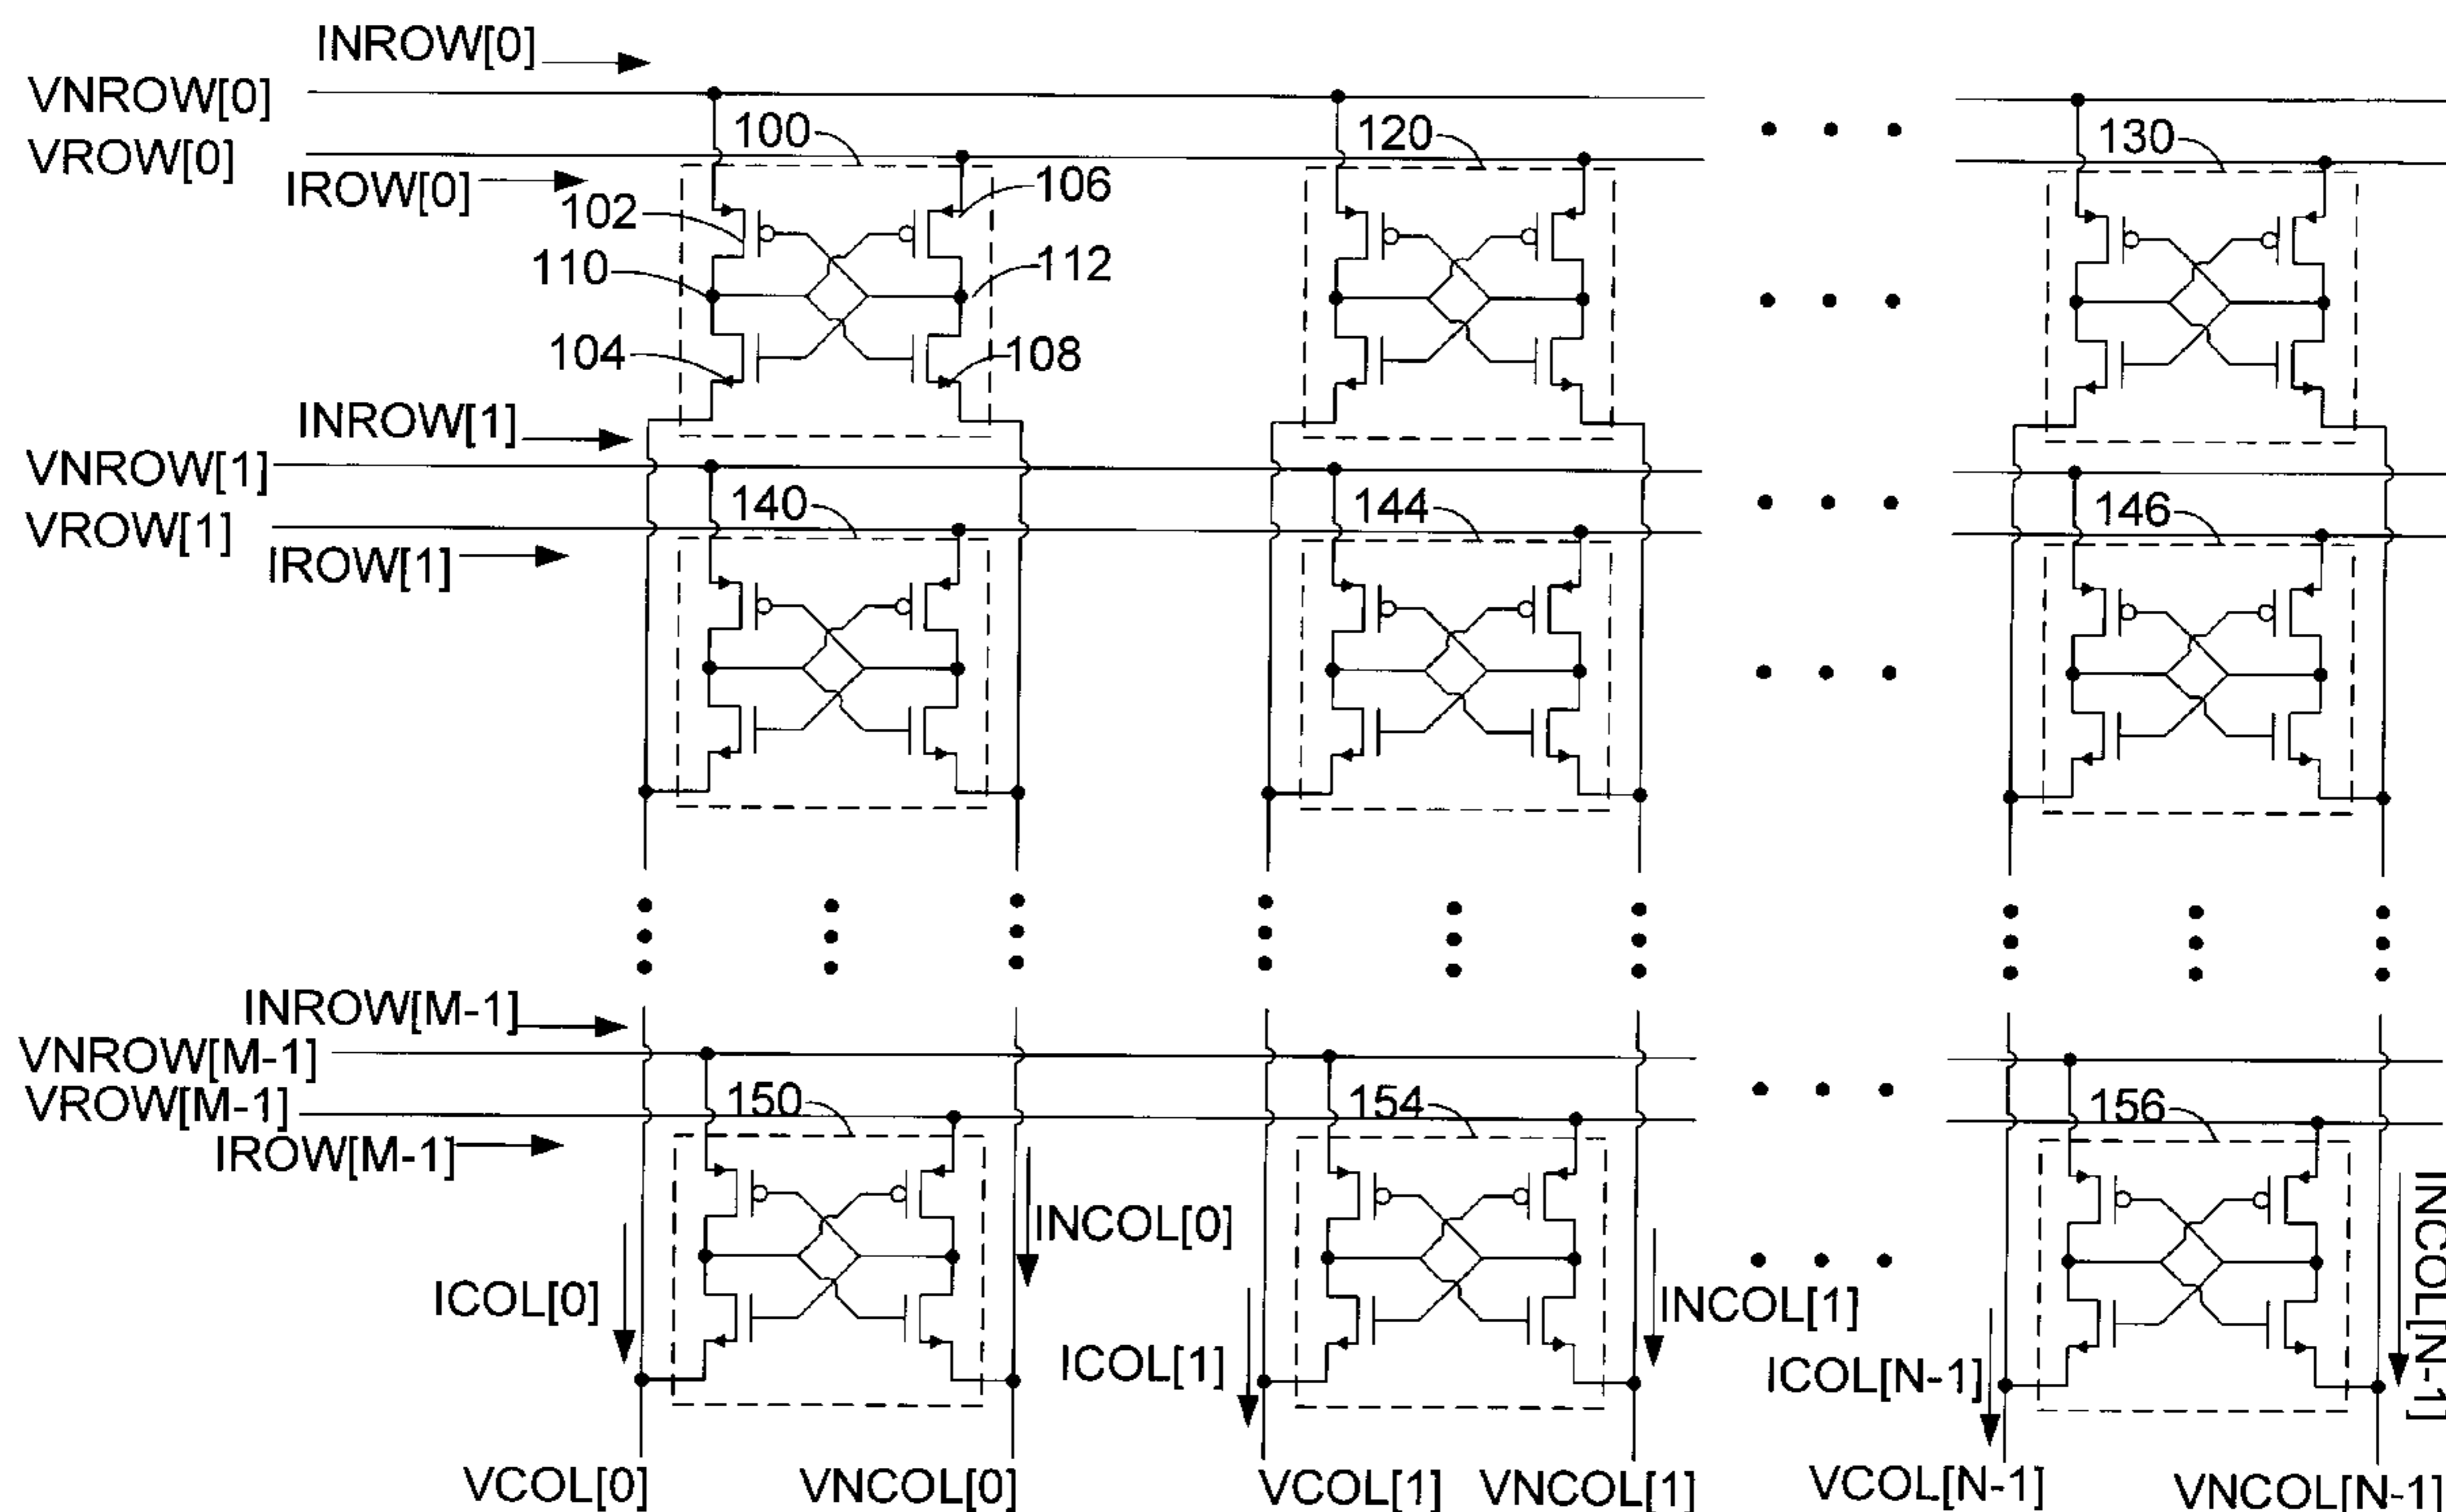 INROW[0]
VNROW[0]
100
120
130
VROW[0]
IROW[0]
102
106
110
112
104
108
INROW[1]
VNROW[1]
140
144
146
VROW[1]
IROW[1]
INROW[M-1]
VNROW[M-1]
VROW[M-1]
150
154
156
IROW[M-1]
INCOL[0]
INCOL[N-1]
ICOL[0]
INCOL[1]
ICOL[1]
ICOL[N-1]
VCOL[0]
VNCOL[0]
VCOL[1]
VNCOL[1]
VCOL[N-1]
VNCOL[N-1]